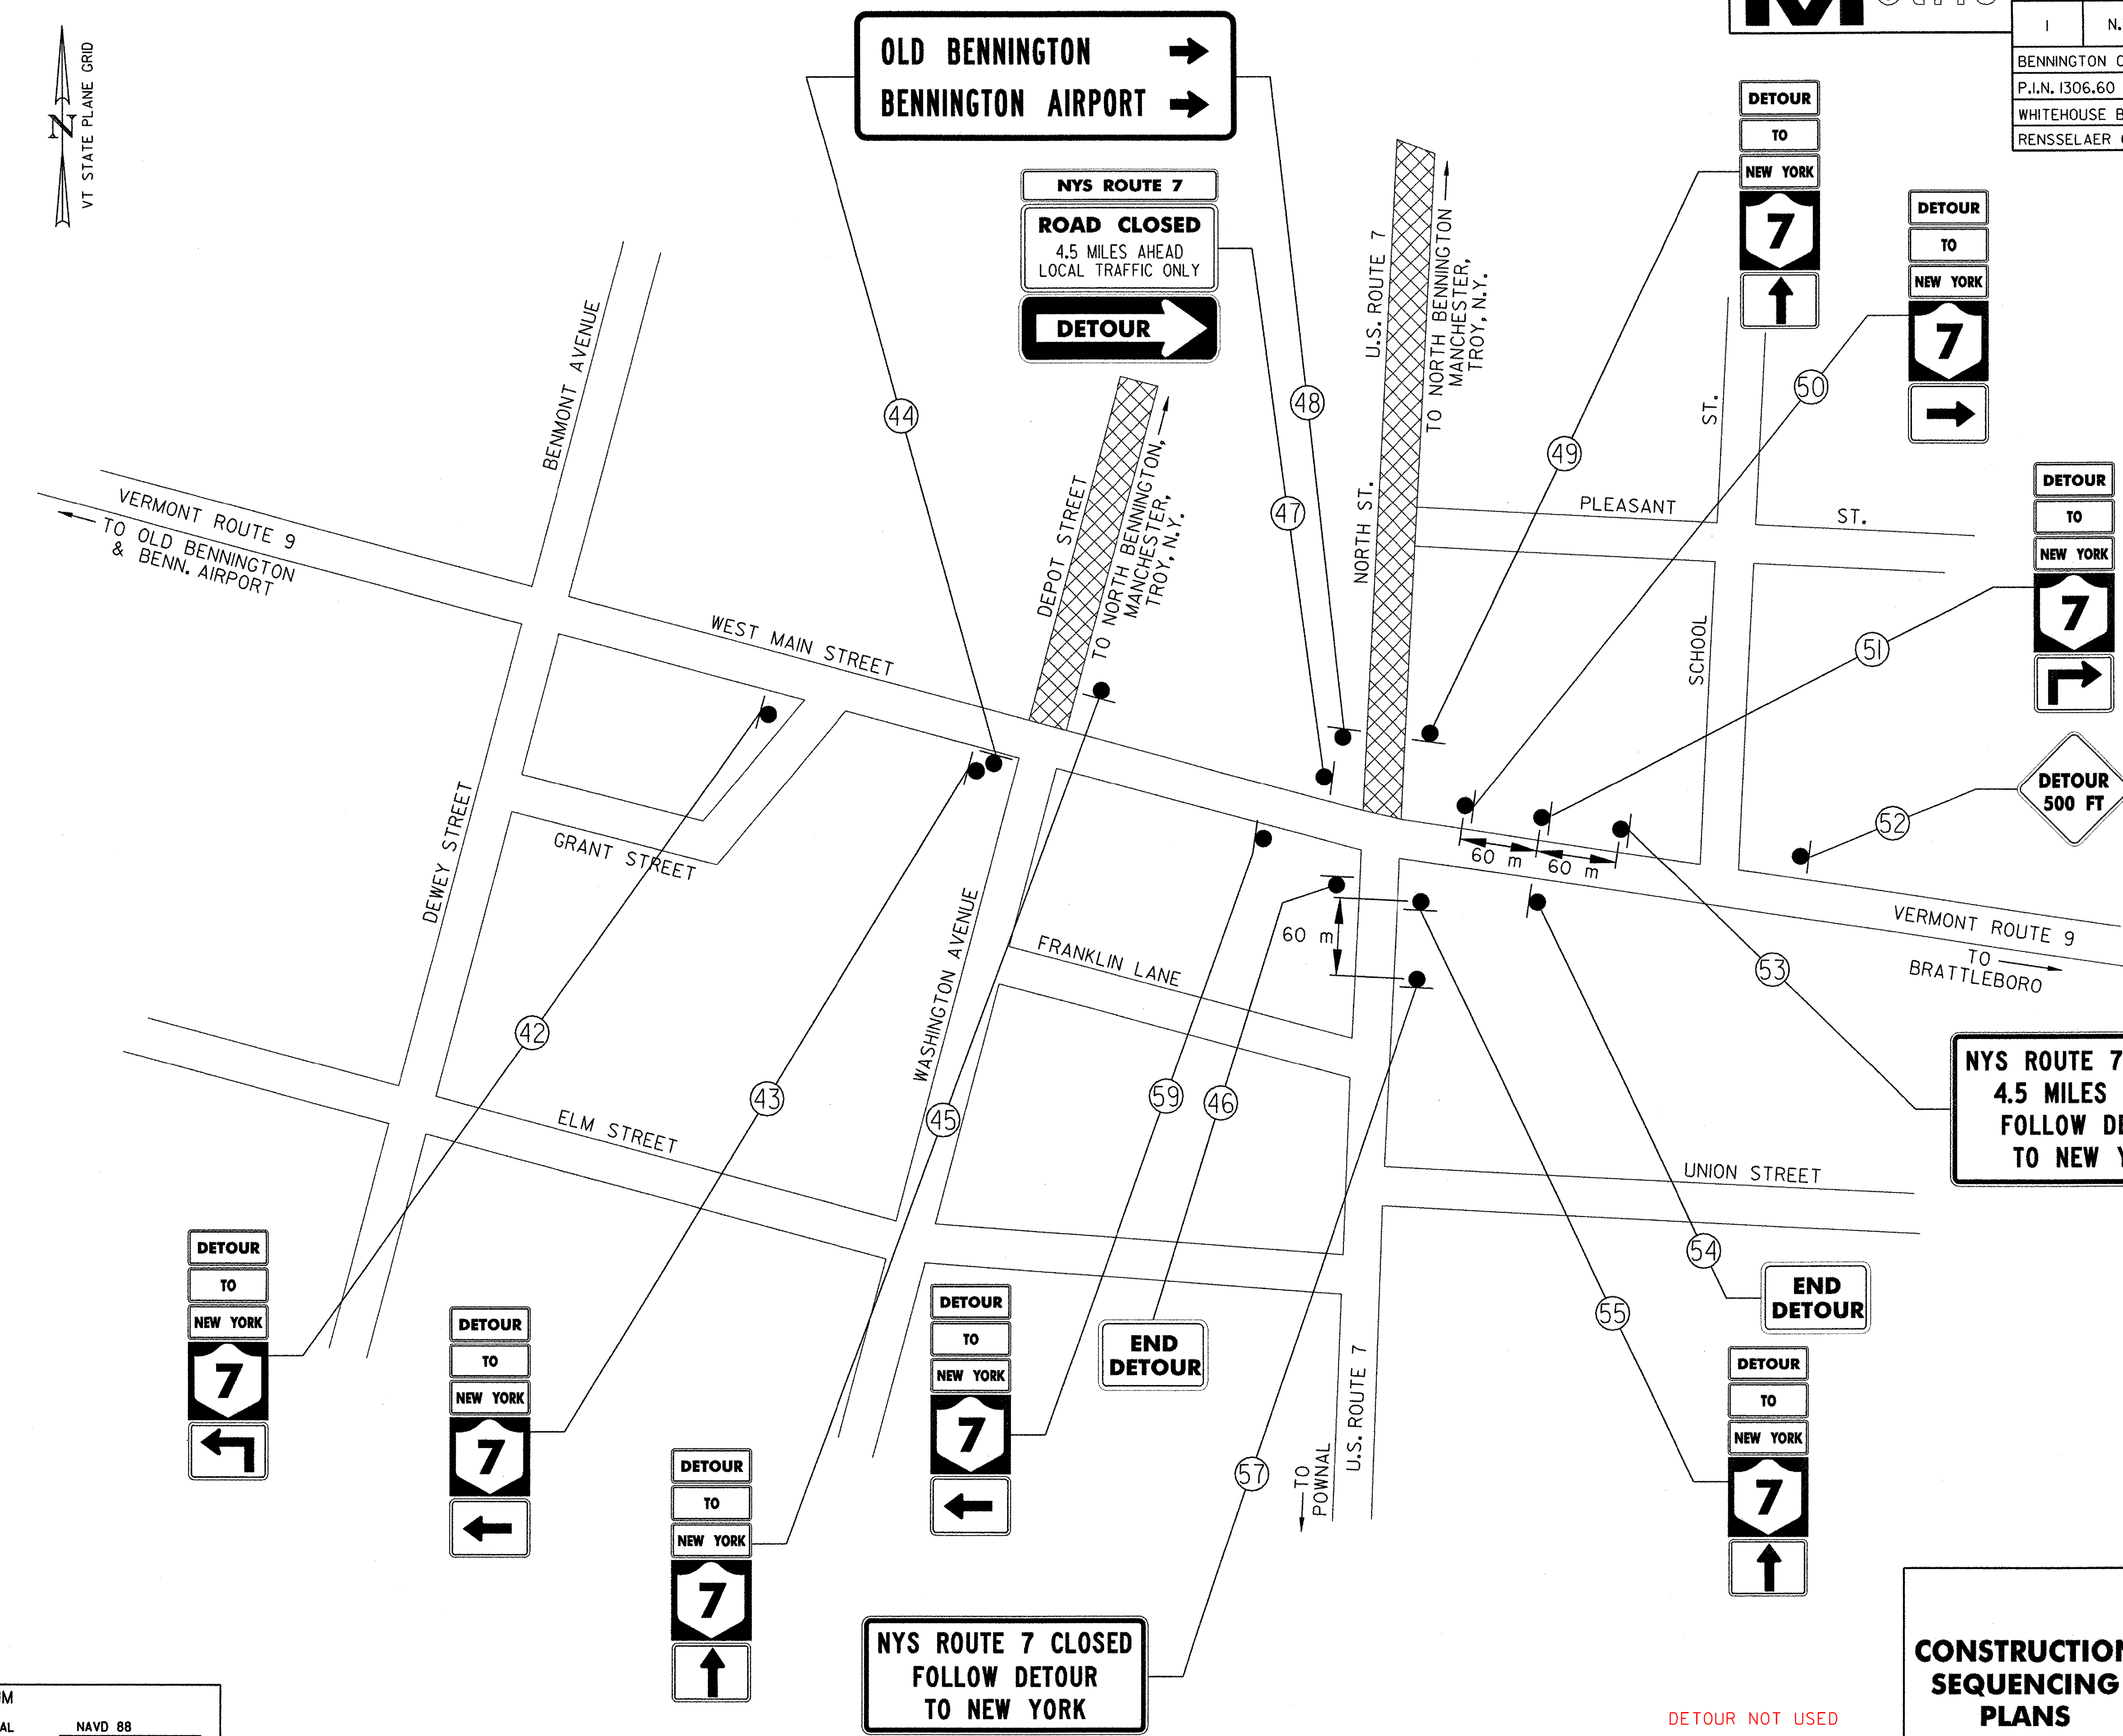 OLD BENNINGTON
BENNINGTON AIRPORT
1 N.
BENNINGTON
P.I.N. 1306.60
WHITEHOUSE
RENSSELAER
VT STATE PLANE GRID
N
NYS ROUTE 7
ROAD CLOSED
4.5 MILES AHEAD
LOCAL TRAFFIC ONLY
DETOUR
DETOUR
TO
NEW YORK
7
DETOUR
TO
NEW YORK
7
DETOUR
TO
NEW YORK
7
DETOUR
500 FT
BENMONT AVENUE
VERMONT ROUTE 9
TO OLD BENNINGTON
& BENN. AIRPORT
WEST MAIN STREET
DEPOT STREET
TO NORTH BENNINGTON,
MANCHESTER,
TROY, N.Y.
U.S. ROUTE 7
NORTH ST.
TO NORTH BENNINGTON
MANCHESTER,
TROY, N.Y.
PLEASANT ST.
SCHOOL ST.
44
48
47
49
50
51
52
60 m
60 m
60 m
DEWEY STREET
GRANT STREET
WASHINGTON AVENUE
FRANKLIN LANE
VERMONT ROUTE 9
TO
BRATTLEBORO
53
42
43
45
59
46
NYS ROUTE 7
4.5 MILES
FOLLOW
TO NEW
ELM STREET
UNION STREET
54
55
57
END
DETOUR
END
DETOUR
U.S. ROUTE 7
TO
POWNAL
DETOUR
TO
NEW YORK
7
DETOUR
TO
NEW YORK
7
DETOUR
TO
NEW YORK
7
DETOUR
TO
NEW YORK
7
DETOUR
TO
NEW YORK
7
NYS ROUTE 7 CLOSED
FOLLOW DETOUR
TO NEW YORK
NAVD 88
DETOUR NOT USED
CONSTRUCTION
SEQUENCING
PLANS